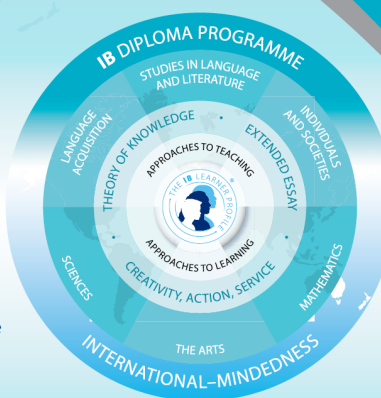 IB DIPLOMA PROGRAMME
STUDIES IN LANGUAGE
AND LITERATURE
LANGUAGE
ACQUISITION
INDIVIDUALS
AND SOCIETIES
THEORY OF KNOWLEDGE
EXTENDED ESSAY
APPROACHES TO TEACHING
THE IB LEARNER PROFILE
APPROACHES TO LEARNING
CREATIVITY, ACTION, SERVICE
SCIENCES
MATHEMATICS
THE ARTS
INTERNATIONAL–MINDEDNESS